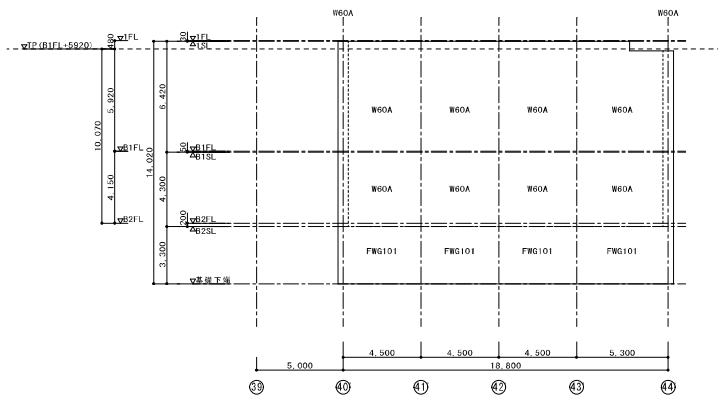 W60A W60A
1FL 1FL
TP(B1FL+5920) 1SL
480 30
5,920 6,420
W60A W60A W60A W60A
10,070
B1FL B1FL
50 B1SL
14,020
4,150 4,300
W60A W60A W60A W60A
B2FL B2FL
200 B2SL
3,300
FWG101 FWG101 FWG101 FWG101
基礎下端
4,500 4,500 4,500 5,300
5,000 18,800
39 40 41 42 43 44